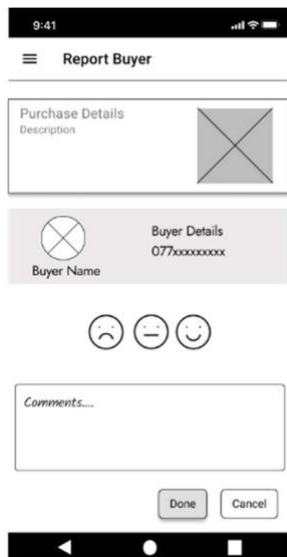 9:41
Report Buyer
Purchase Details
Description
Buyer Details
077xxxxxxxxx
Buyer Name
Comments....
Done
Cancel